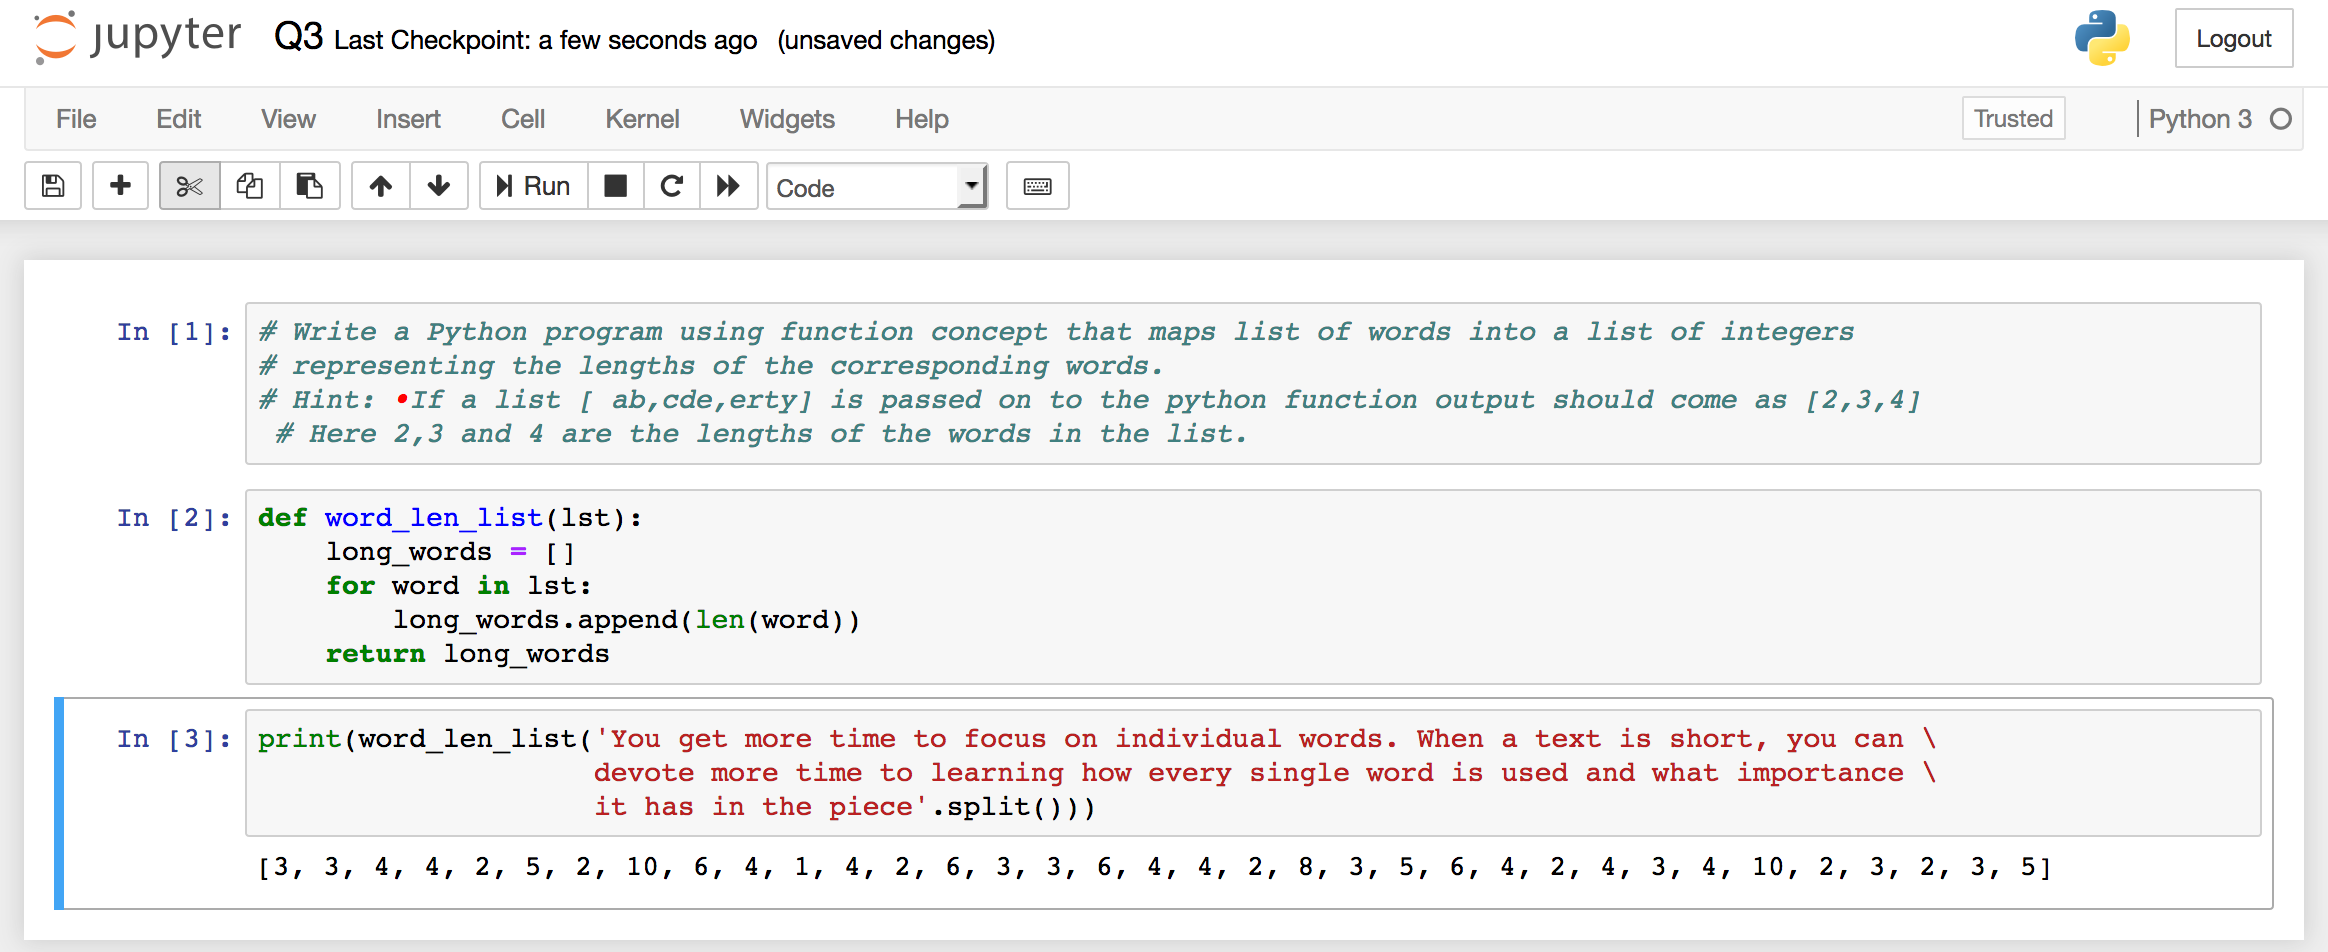 jupyter Q3 Last Checkpoint: a few seconds ago (unsaved changes)
Logout
File Edit View Insert Cell Kernel Widgets Help
Trusted
Python 3
Run
Code
In [1]:
# Write a Python program using function concept that maps list of words into a list of integers
# representing the lengths of the corresponding words.
# Hint: •If a list [ ab,cde,erty] is passed on to the python function output should come as [2,3,4]
# Here 2,3 and 4 are the lengths of the words in the list.
In [2]:
def word_len_list(lst):
    long_words = []
    for word in lst:
        long_words.append(len(word))
    return long_words
In [3]:
print(word_len_list('You get more time to focus on individual words. When a text is short, you can \
                    devote more time to learning how every single word is used and what importance \
                    it has in the piece'.split()))
[3, 3, 4, 4, 2, 5, 2, 10, 6, 4, 1, 4, 2, 6, 3, 3, 6, 4, 4, 2, 8, 3, 5, 6, 4, 2, 4, 3, 4, 10, 2, 3, 2, 3, 5]